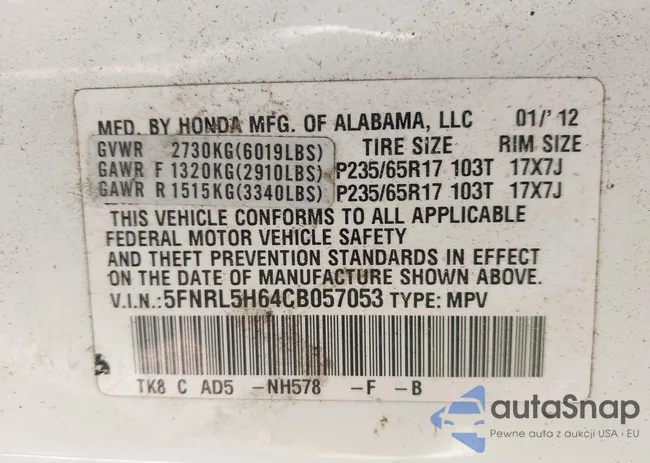 MFD. BY HONDA MFG. OF ALABAMA, LLC 01/'12
GVWR 2730KG(6019LBS) TIRE SIZE RIM SIZE
GAWR F 1320KG(2910LBS) P235/65R17 103T 17X7J
GAWR R 1515KG(3340LBS) P235/65R17 103T 17X7J
THIS VEHICLE CONFORMS TO ALL APPLICABLE
FEDERAL MOTOR VEHICLE SAFETY
AND THEFT PREVENTION STANDARDS IN EFFECT
ON THE DATE OF MANUFACTURE SHOWN ABOVE.
V.I.N.:5FNRL5H64CB057053 TYPE: MPV
TK8 C AD5 -NH578 -F -B
autaSnap
Pewne auta z aukcji USA i EU